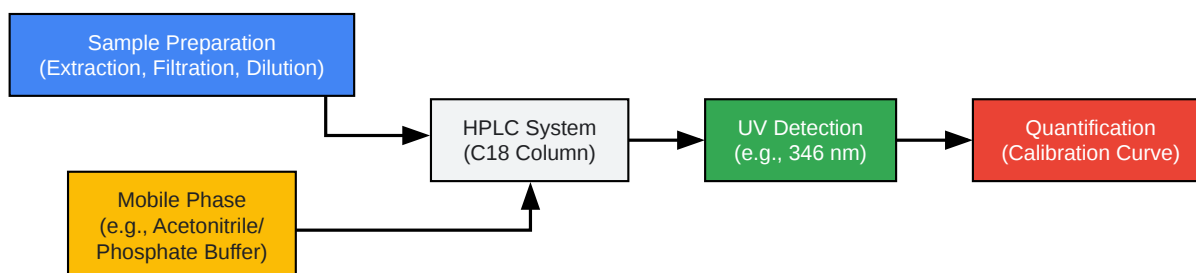 Sample Preparation
(Extraction, Filtration, Dilution)
HPLC System
(C18 Column)
UV Detection
(e.g., 346 nm)
Quantification
(Calibration Curve)
Mobile Phase
(e.g., Acetonitrile/
Phosphate Buffer)